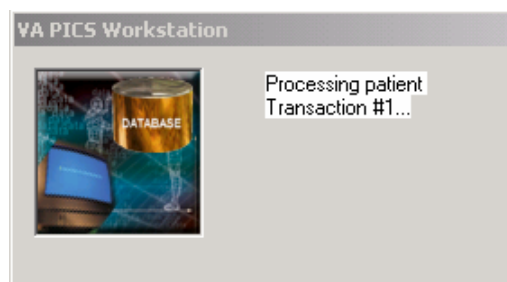 VA PICS Workstation
Processing patient
Transaction #1...
DATABASE